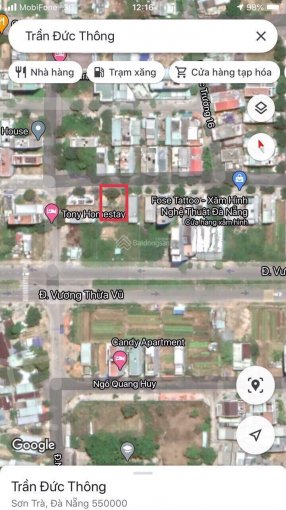 MobiFone
12:16
98%
Trần Đức Thông
Nhà hàng
Trạm xăng
Cửa hàng tạp hóa
Trường 16
House
Tony Homestay
Fose Tattoo - Xăm Hình
Nghệ Thuật Đà Nẵng
Cửa hàng xăm hình
Batdongsan
Đ. Vương Thừa Vũ
Đ. Vươ
Candy Apartment
Ngô Quang Huy
Google
Trần Đức Thông
Sơn Trà, Đà Nẵng 550000